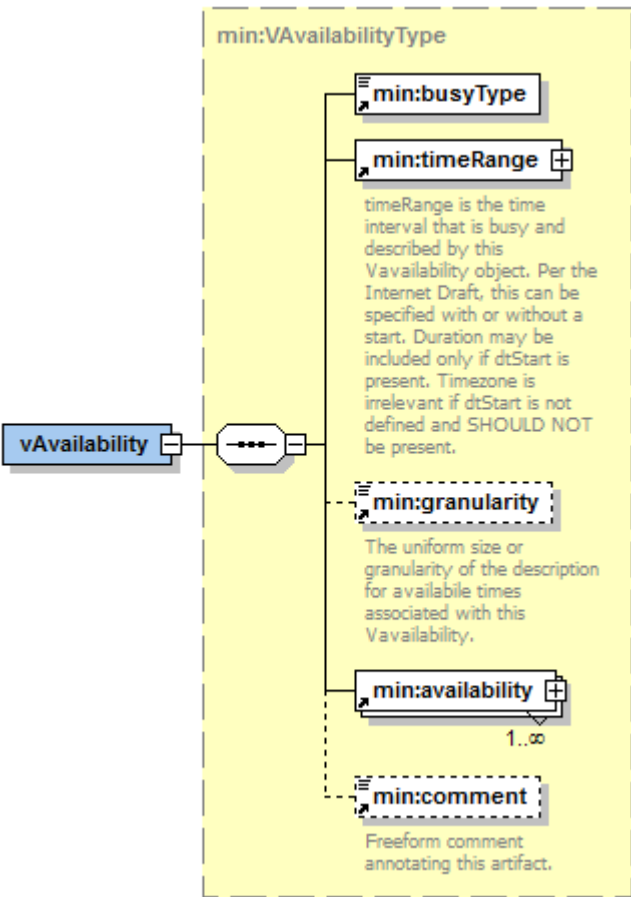 min:VAvailabilityType
min:busyType
min:timeRange
timeRange is the time
interval that is busy and
described by this
Vavailability object. Per the
Internet Draft, this can be
specified with or without a
start. Duration may be
included only if dtStart is
present. Timezone is
irrelevant if dtStart is not
defined and SHOULD NOT
be present.
vAvailability
min:granularity
The uniform size or
granularity of the description
for availabile times
associated with this
Vavailability.
min:availability
1..∞
min:comment
Freeform comment
annotating this artifact.